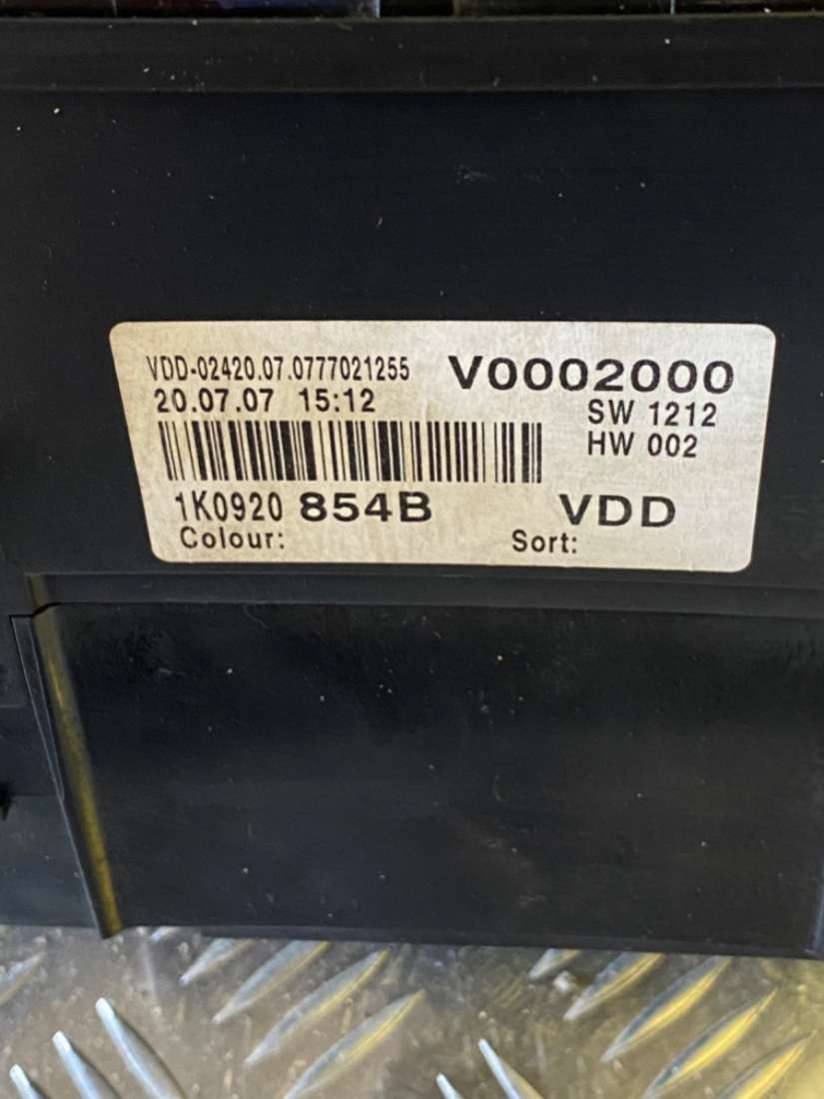 VDD-02420.07.0777021255 V0002000
20.07.07 15:12 SW 1212
HW 002
1K0920 854B VDD
Colour: Sort: